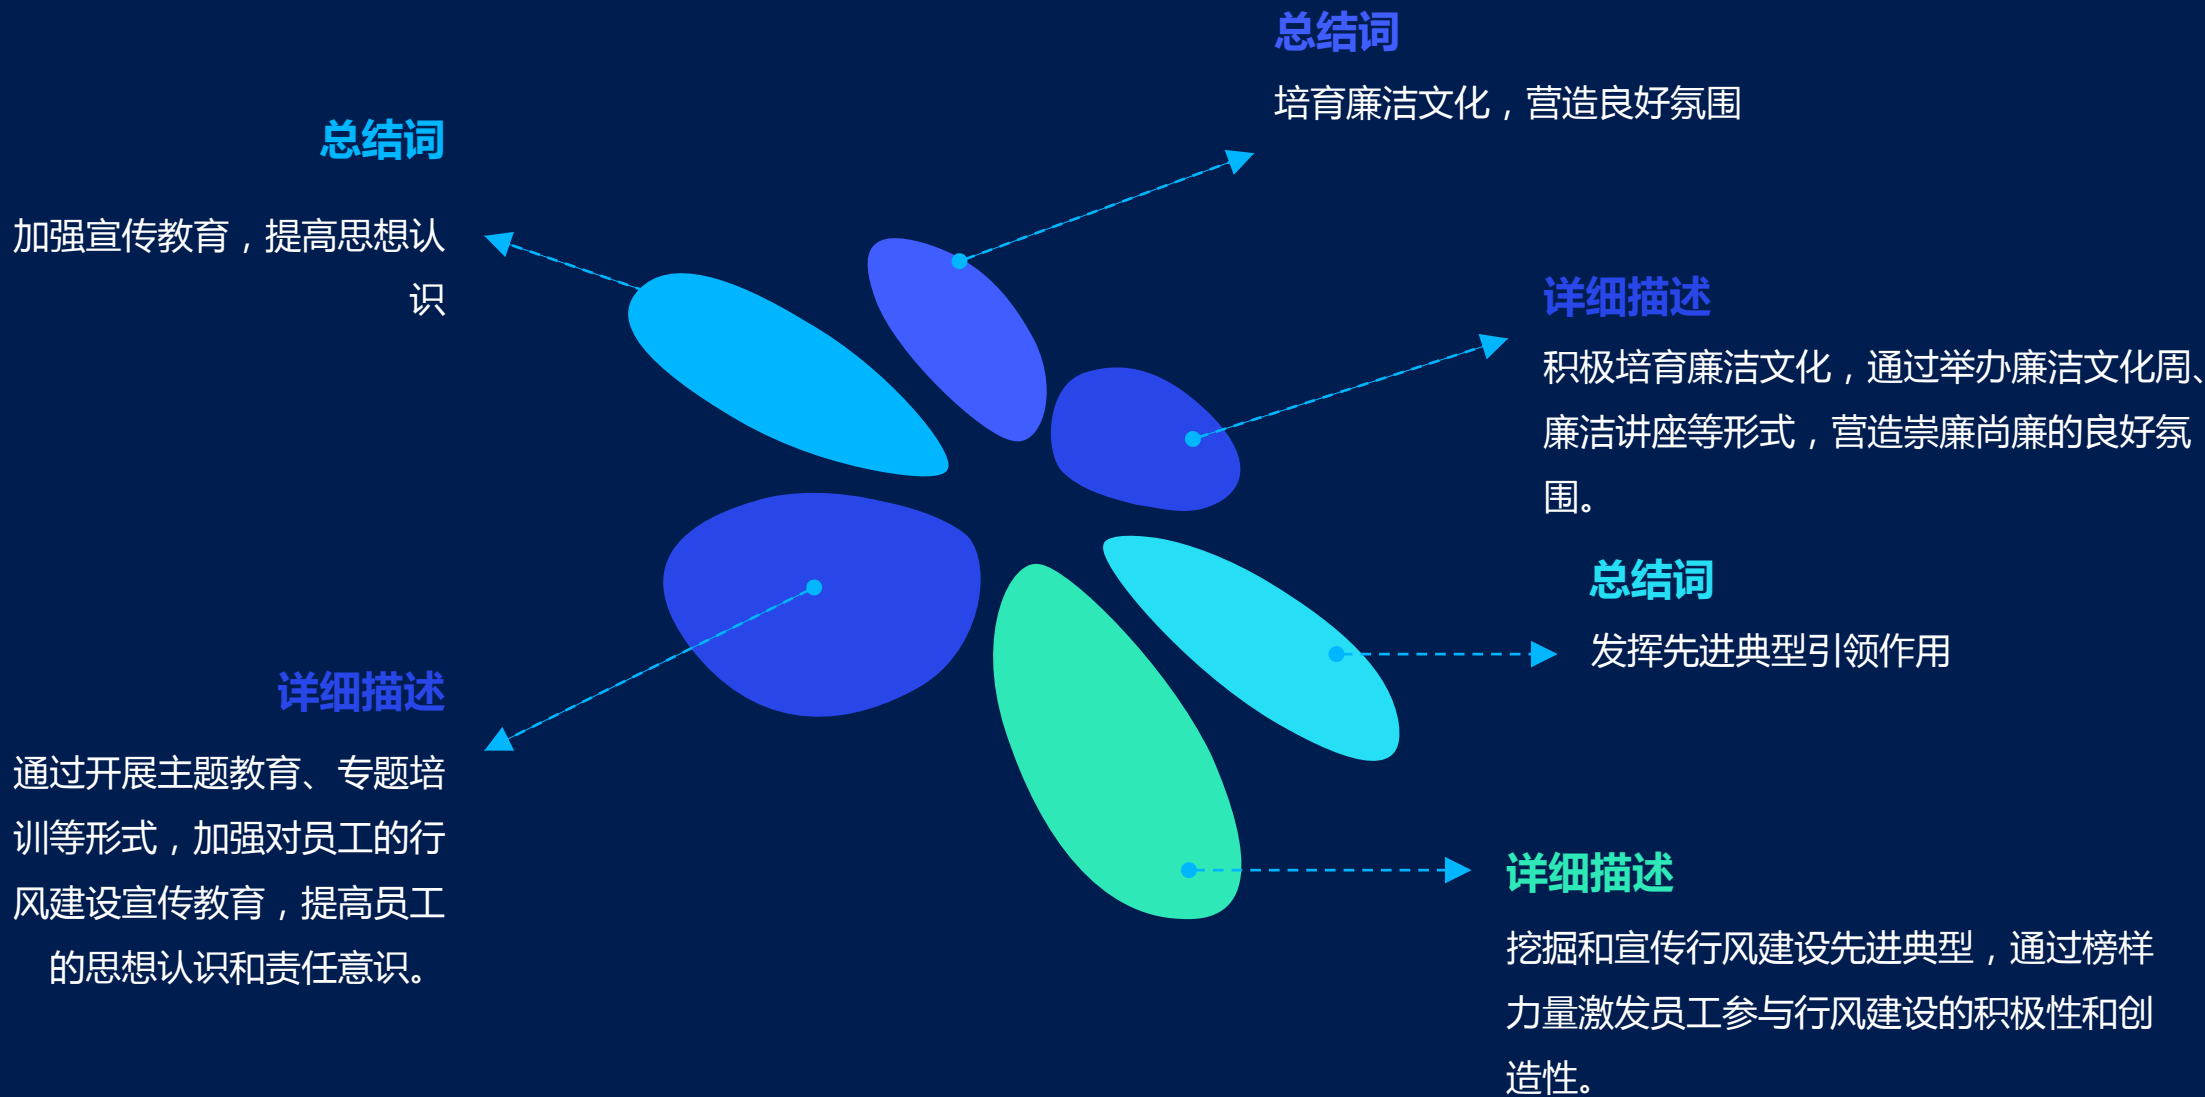 总结词
加强宣传教育，提高思想认
识
详细描述
通过开展主题教育、专题培
训等形式，加强对员工的行
风建设宣传教育，提高员工
的思想认识和责任意识。
总结词
培育廉洁文化，营造良好氛围
详细描述
积极培育廉洁文化，通过举办廉洁文化周、
廉洁讲座等形式，营造崇廉尚廉的良好氛
围。
总结词
发挥先进典型引领作用
详细描述
挖掘和宣传行风建设先进典型，通过榜样
力量激发员工参与行风建设的积极性和创
造性。